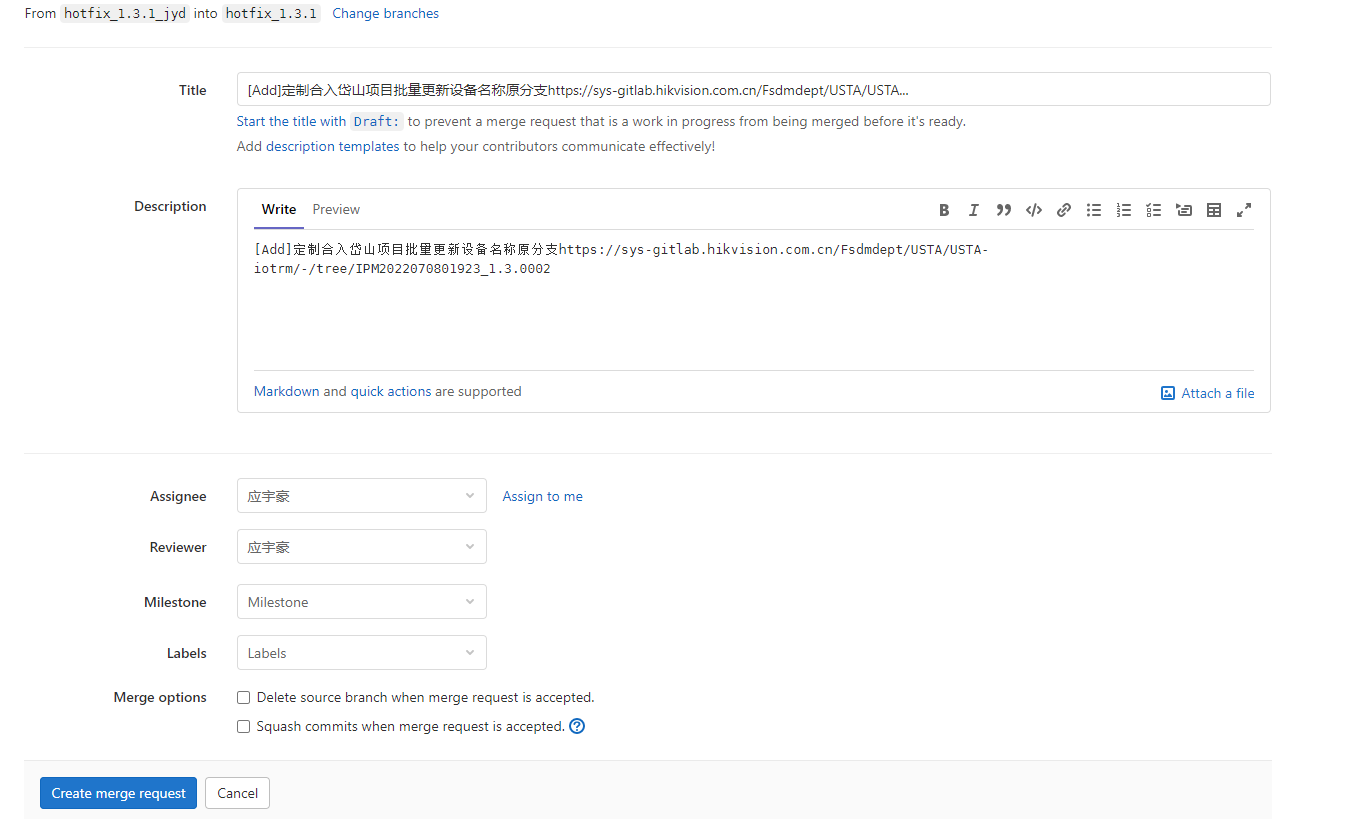 From hotfix_1.3.1_jyd into hotfix_1.3.1 Change branches
Title
[Add]定制合入岱山项目批量更新设备名称原分支https://sys-gitlab.hikvision.com.cn/Fsdmdept/USTA/USTA...
Start the title with Draft: to prevent a merge request that is a work in progress from being merged before it's ready.
Add description templates to help your contributors communicate effectively!
Description
Write Preview
[Add]定制合入岱山项目批量更新设备名称原分支https://sys-gitlab.hikvision.com.cn/Fsdmdept/USTA/USTA-
iotrm/-/tree/IPM2022070801923_1.3.0002
Markdown and quick actions are supported
Attach a file
Assignee
应宇豪
Assign to me
Reviewer
应宇豪
Milestone
Milestone
Labels
Labels
Merge options
Delete source branch when merge request is accepted.
Squash commits when merge request is accepted.
Create merge request
Cancel